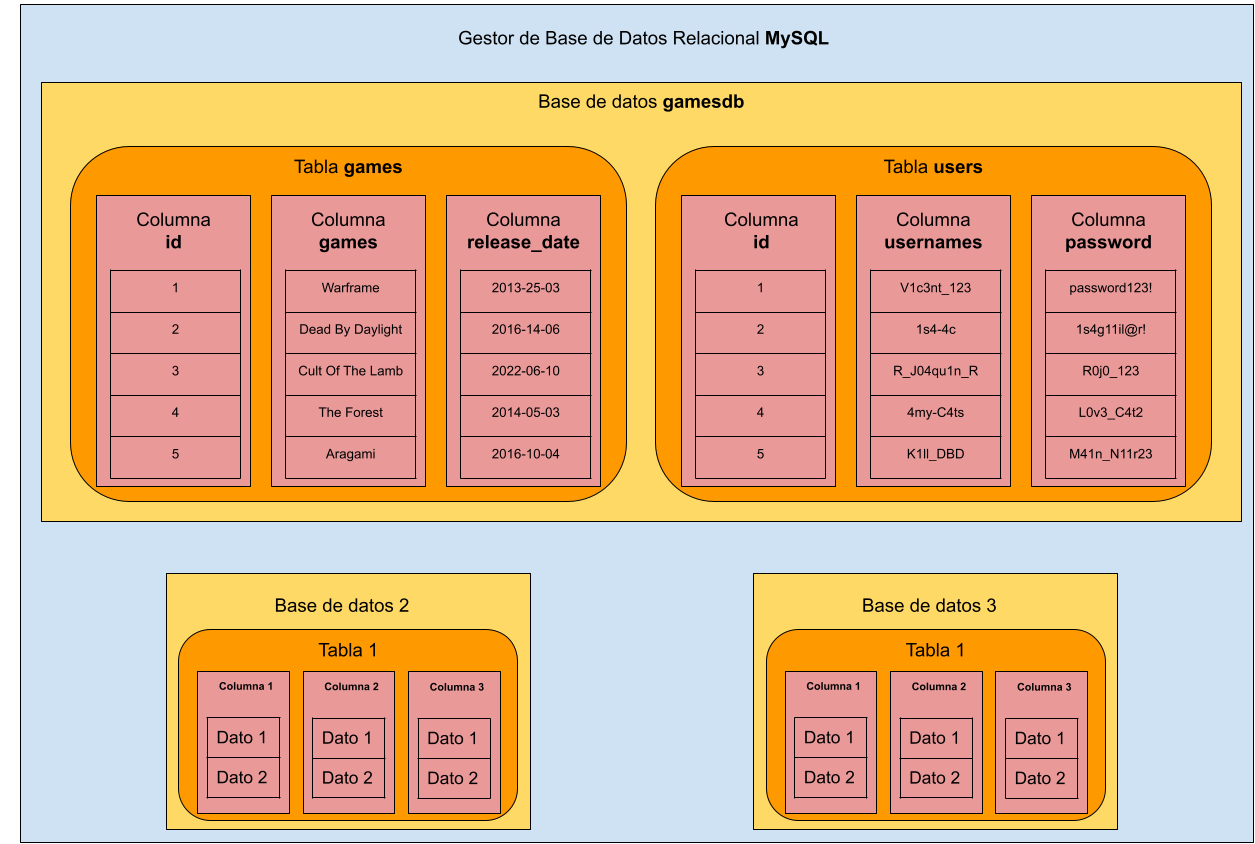 Gestor de Base de Datos Relacional MySQL
Base de datos gamesdb
Tabla games
Columna
id
1
2
3
4
5
Columna
games
Warframe
Dead By Daylight
Cult Of The Lamb
The Forest
Aragami
Columna
release_date
2013-25-03
2016-14-06
2022-06-10
2014-05-03
2016-10-04
Tabla users
Columna
id
1
2
3
4
5
Columna
usernames
V1c3nt_123
1s4-4c
R_J04qu1n_R
4my-C4ts
K1ll_DBD
Columna
password
password123!
1s4g11il@r!
R0j0_123
L0v3_C4t2
M41n_N11r23
Base de datos 2
Tabla 1
Columna 1
Dato 1
Dato 2
Columna 2
Dato 1
Dato 2
Columna 3
Dato 1
Dato 2
Base de datos 3
Tabla 1
Columna 1
Dato 1
Dato 2
Columna 2
Dato 1
Dato 2
Columna 3
Dato 1
Dato 2